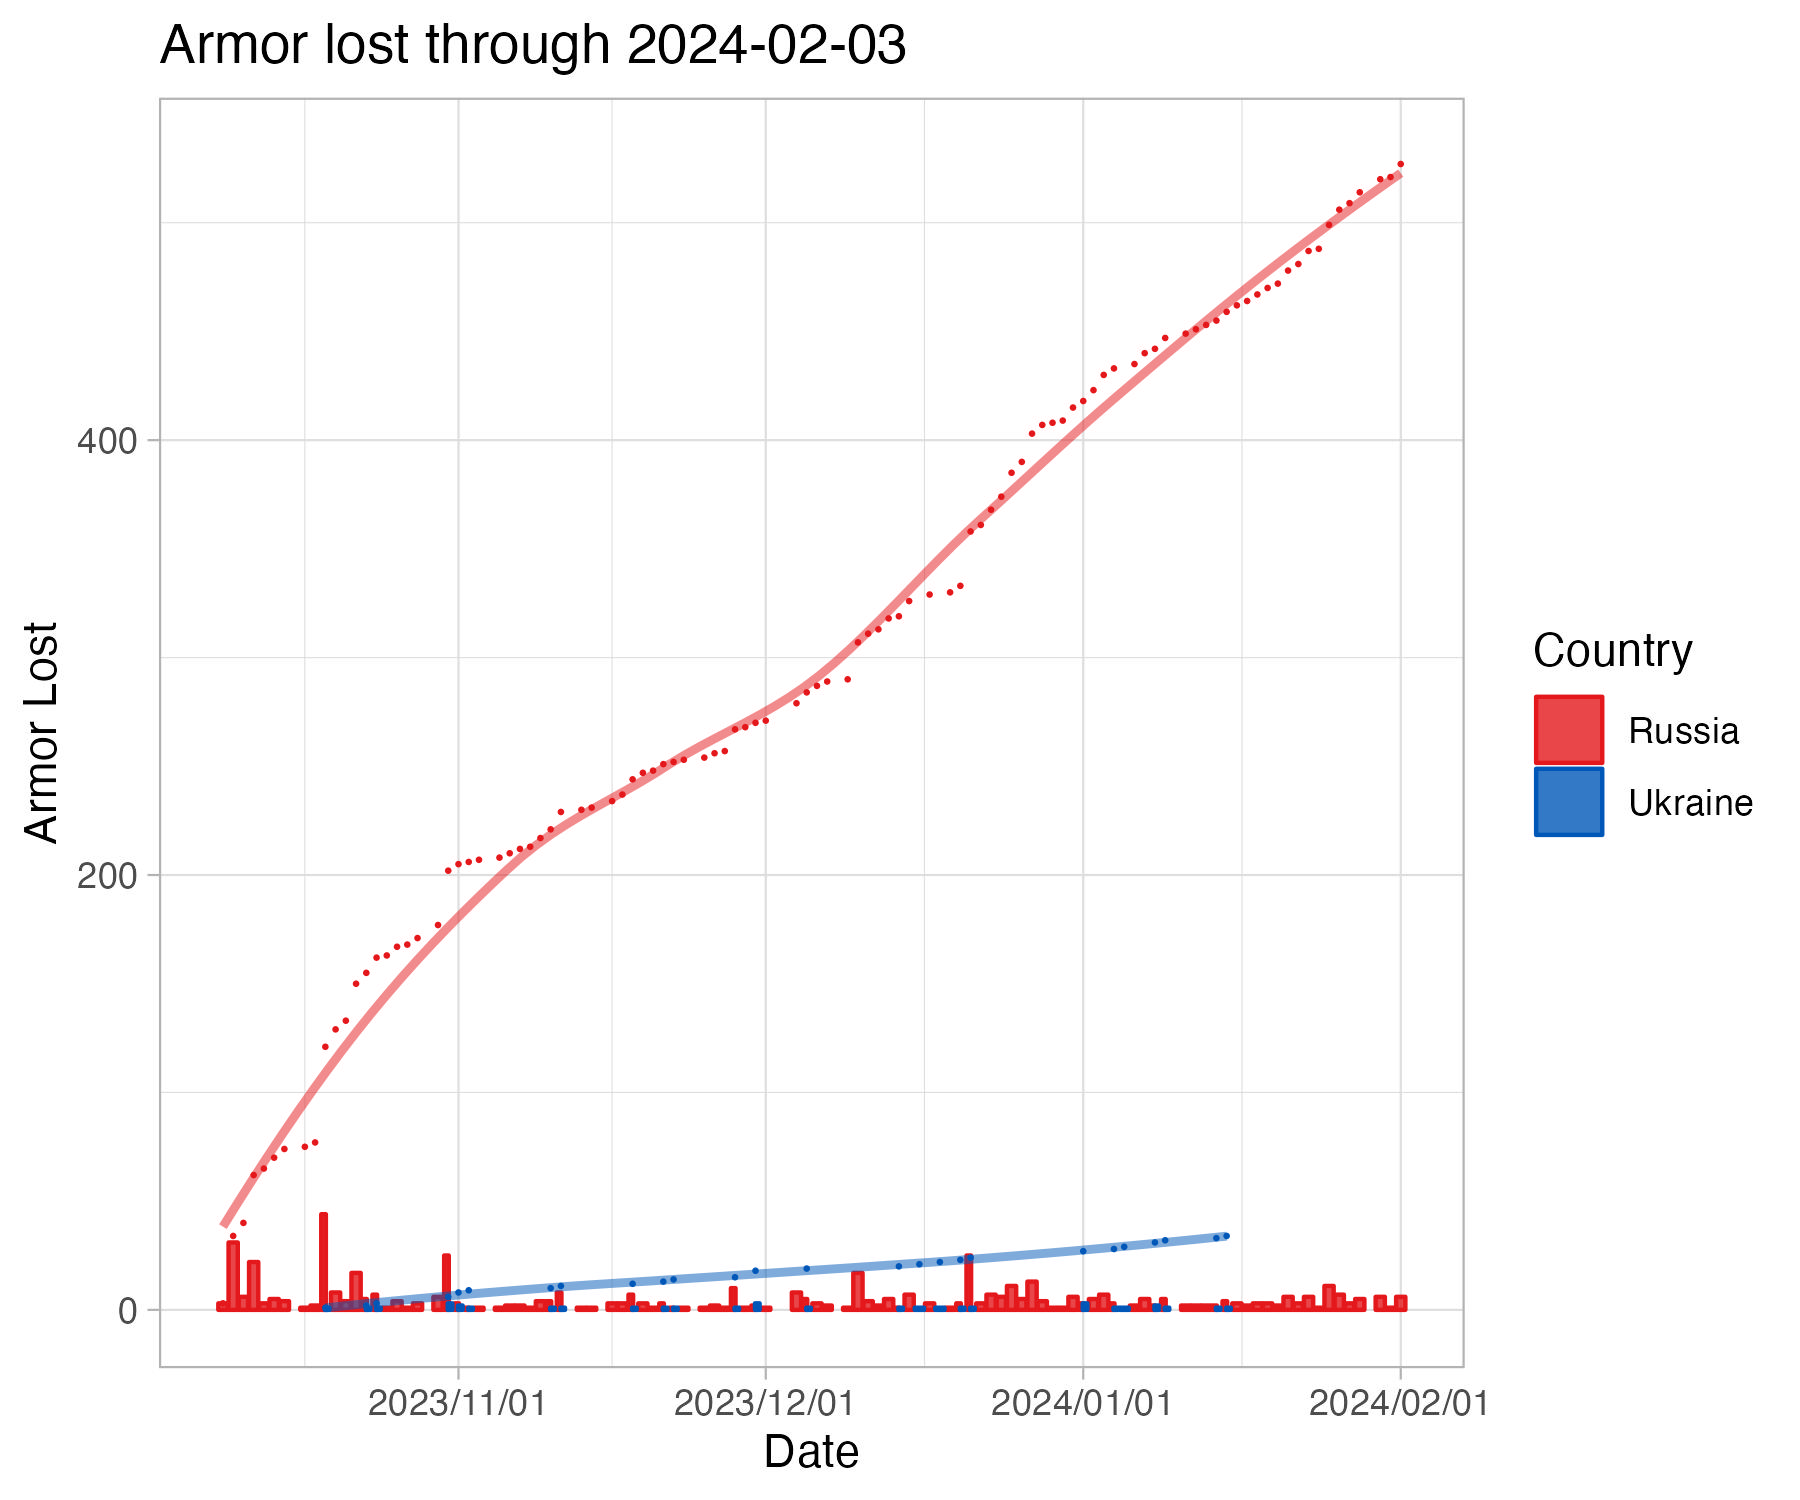 Armor lost through 2024-02-03
Armor Lost
400
200
0
2023/11/01
2023/12/01
2024/01/01
2024/02/01
Date
Country
Russia
Ukraine